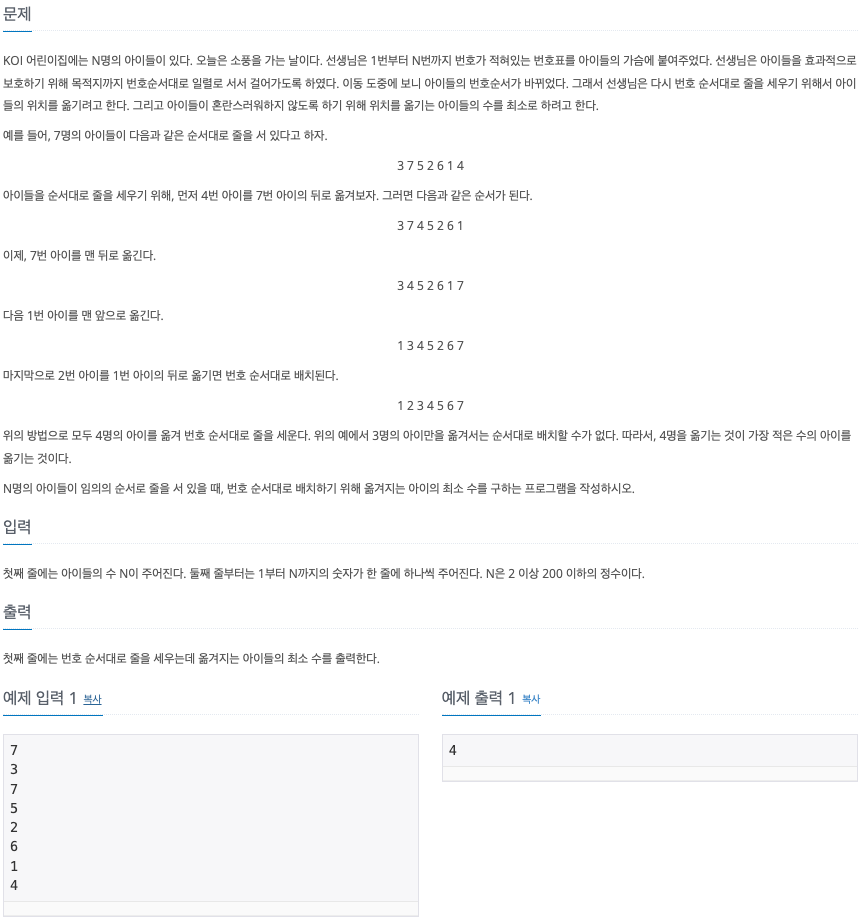 문제
KOI 어린이집에는 N명의 아이들이 있다. 오늘은 소풍을 가는 날이다. 선생님은 1번부터 N번까지 번호가 적혀있는 번호표를 아이들의 가슴에 붙여주었다. 선생님은 아이들을 효과적으로
보호하기 위해 목적지까지 번호순서대로 일렬로 서서 걸어가도록 하였다. 이동 도중에 보니 아이들의 번호순서가 바뀌었다. 그래서 선생님은 다시 번호 순서대로 줄을 세우기 위해서 아이
들의 위치를 옮기려고 한다. 그리고 아이들이 혼란스러워하지 않도록 하기 위해 위치를 옮기는 아이들의 수를 최소로 하려고 한다.
예를 들어, 7명의 아이들이 다음과 같은 순서대로 줄을 서 있다고 하자.
3 7 5 2 6 1 4
아이들을 순서대로 줄을 세우기 위해, 먼저 4번 아이를 7번 아이의 뒤로 옮겨보자. 그러면 다음과 같은 순서가 된다.
3 7 4 5 2 6 1
이제, 7번 아이를 맨 뒤로 옮긴다.
3 4 5 2 6 1 7
다음 1번 아이를 맨 앞으로 옮긴다.
1 3 4 5 2 6 7
마지막으로 2번 아이를 1번 아이의 뒤로 옮기면 번호 순서대로 배치된다.
1 2 3 4 5 6 7
위의 방법으로 모두 4명의 아이를 옮겨 번호 순서대로 줄을 세운다. 위의 예에서 3명의 아이만을 옮겨서는 순서대로 배치할 수가 없다. 따라서, 4명을 옮기는 것이 가장 적은 수의 아이를
옮기는 것이다.
N명의 아이들이 임의의 순서로 줄을 서 있을 때, 번호 순서대로 배치하기 위해 옮겨지는 아이의 최소 수를 구하는 프로그램을 작성하시오.
입력
첫째 줄에는 아이들의 수 N이 주어진다. 둘째 줄부터는 1부터 N까지의 숫자가 한 줄에 하나씩 주어진다. N은 2 이상 200 이하의 정수이다.
출력
첫째 줄에는 번호 순서대로 줄을 세우는데 옮겨지는 아이들의 최소 수를 출력한다.
예제 입력 1 복사
7
3
7
5
2
6
1
4
예제 출력 1 복사
4